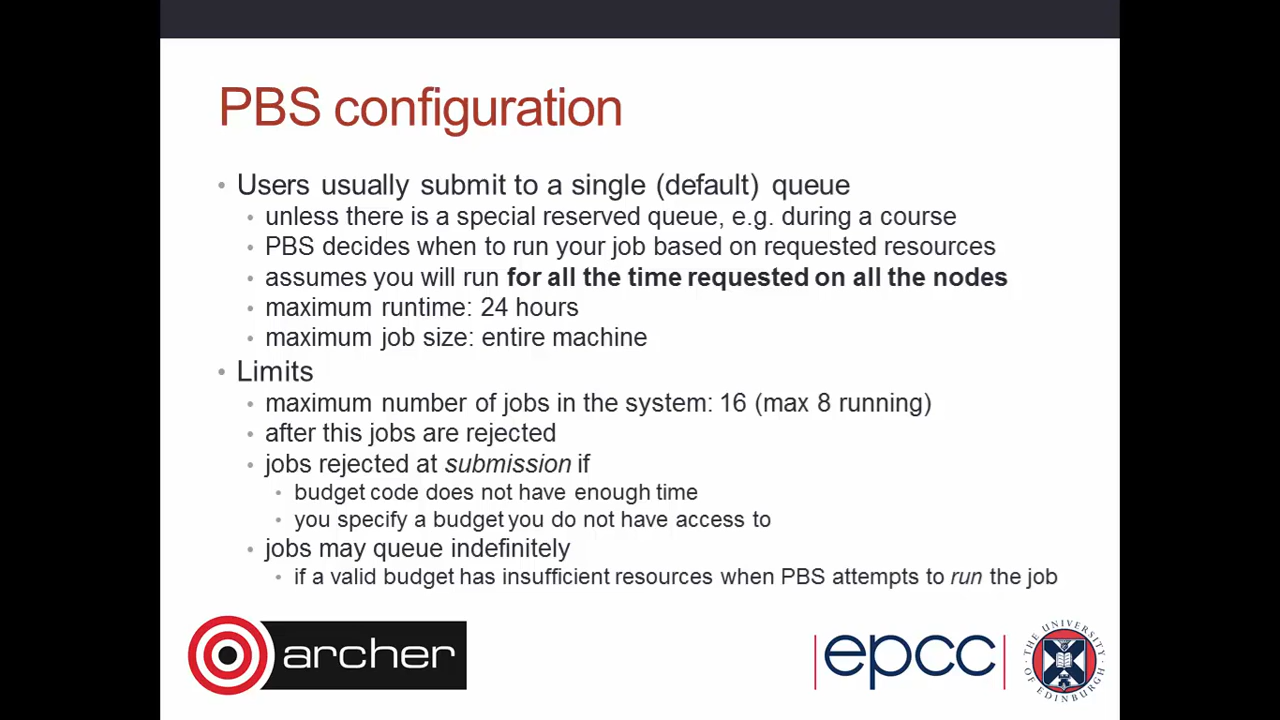 PBS configuration
• Users usually submit to a single (default) queue
• unless there is a special reserved queue, e.g. during a course
• PBS decides when to run your job based on requested resources
• assumes you will run for all the time requested on all the nodes
• maximum runtime: 24 hours
• maximum job size: entire machine
• Limits
• maximum number of jobs in the system: 16 (max 8 running)
• after this jobs are rejected
• jobs rejected at submission if
• budget code does not have enough time
• you specify a budget you do not have access to
• jobs may queue indefinitely
• if a valid budget has insufficient resources when PBS attempts to run the job
archer
epcc
THE UNIVERSITY OF EDINBURGH